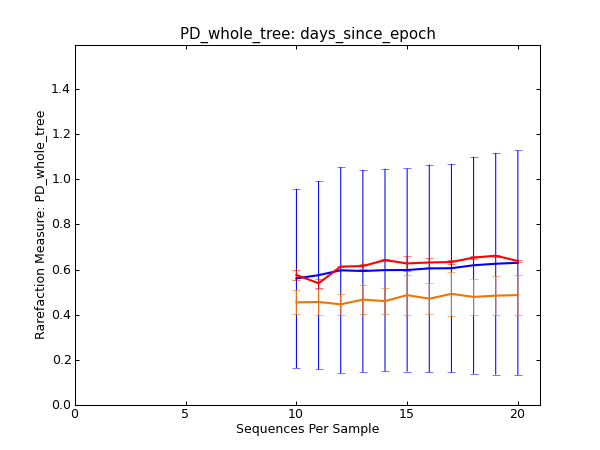 PD_whole_tree: days_since_epoch
Rarefaction Measure: PD_whole_tree
1.4
1.2
1.0
0.8
0.6
0.4
0.2
0.0
0 5 10 15 20
Sequences Per Sample